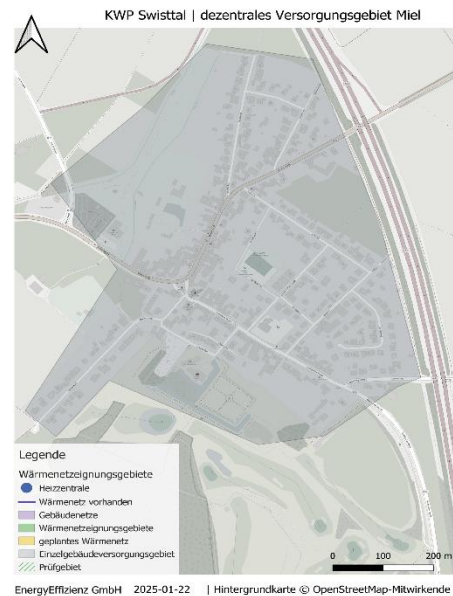 KWP Swisttal | dezentrales Versorgungsgebiet Miel
Legende
Wärmenetzeignungsgebiete
Heizzentrale
Wärmenetz vorhanden
Gebäudenetze
Wärmenetzeignungsgebiete
geplantes Wärmenetz
Einzelgebäudeversorgungsgebiet
Prüfgebiet
0 100 200 m
EnergyEffizienz GmbH 2025-01-22 | Hintergrundkarte © OpenStreetMap-Mitwirkende